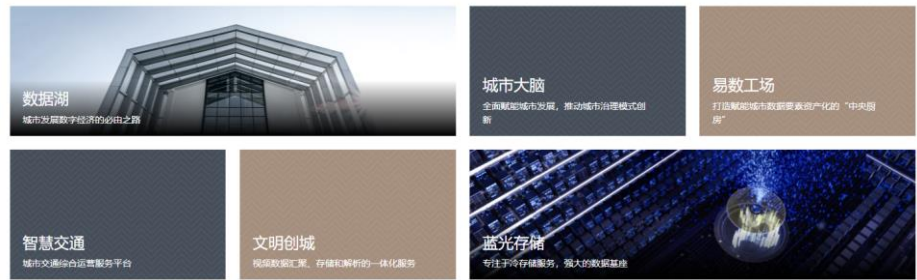 数据湖
城市发展数字经济的必由之路
城市大脑
全面赋能城市发展，推动城市治理模式创
新
易数工场
打造赋能城市数据要素资产化的“中央厨
房”
智慧交通
城市交通综合运营服务平台
文明创城
视频数据汇聚、存储和解析的一体化服务
蓝光存储
专注于冷存储服务，强大的数据基座